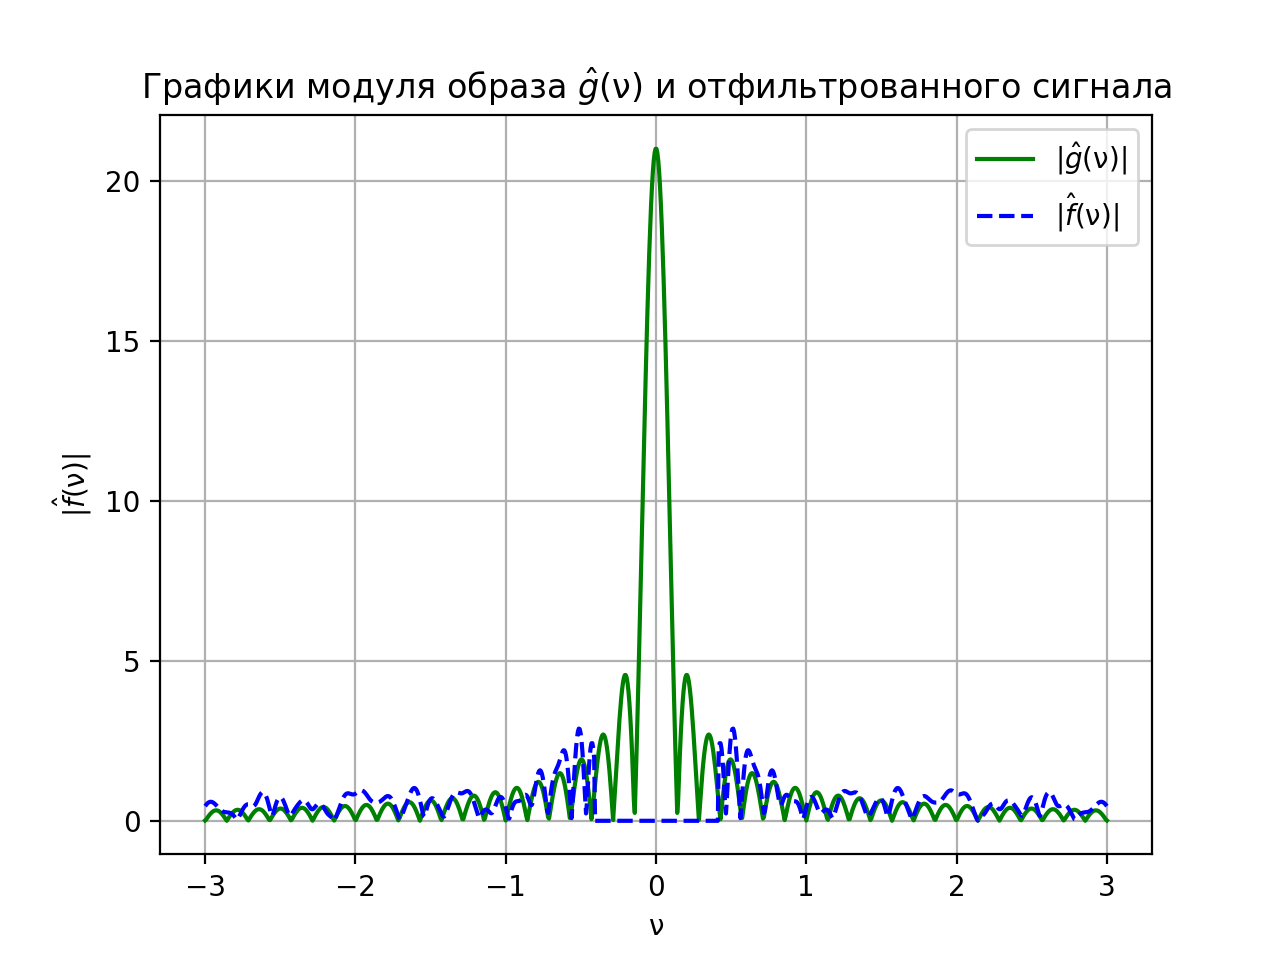 Графики модуля образа ĝ(ν) и отфильтрованного сигнала
|ĝ(ν)|
|f̂(ν)|
|f̂(ν)|
20
15
10
5
0
−3 −2 −1 0 1 2 3
ν